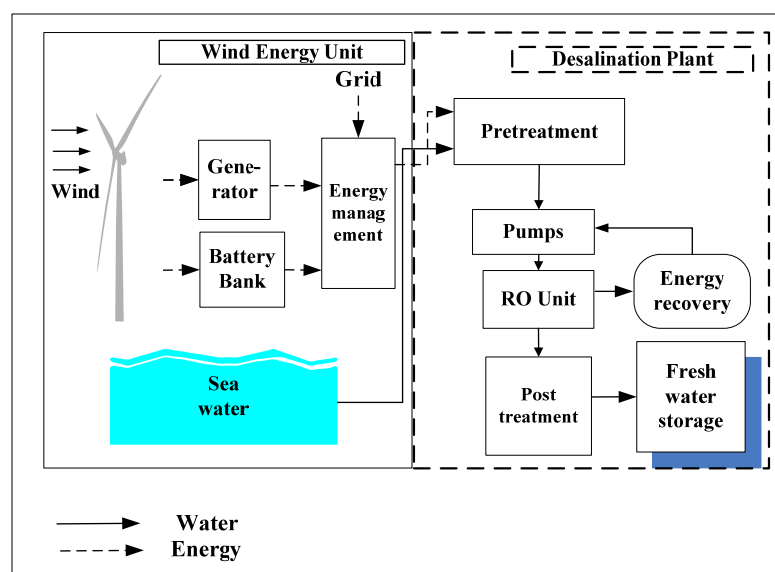 Wind Energy Unit
Desalination Plant
Grid
Wind
Gene-
rator
Energy
manag
ement
Battery
Bank
Sea
water
Pretreatment
Pumps
RO Unit
Energy
recovery
Post
treatment
Fresh
water
storage
Water
Energy